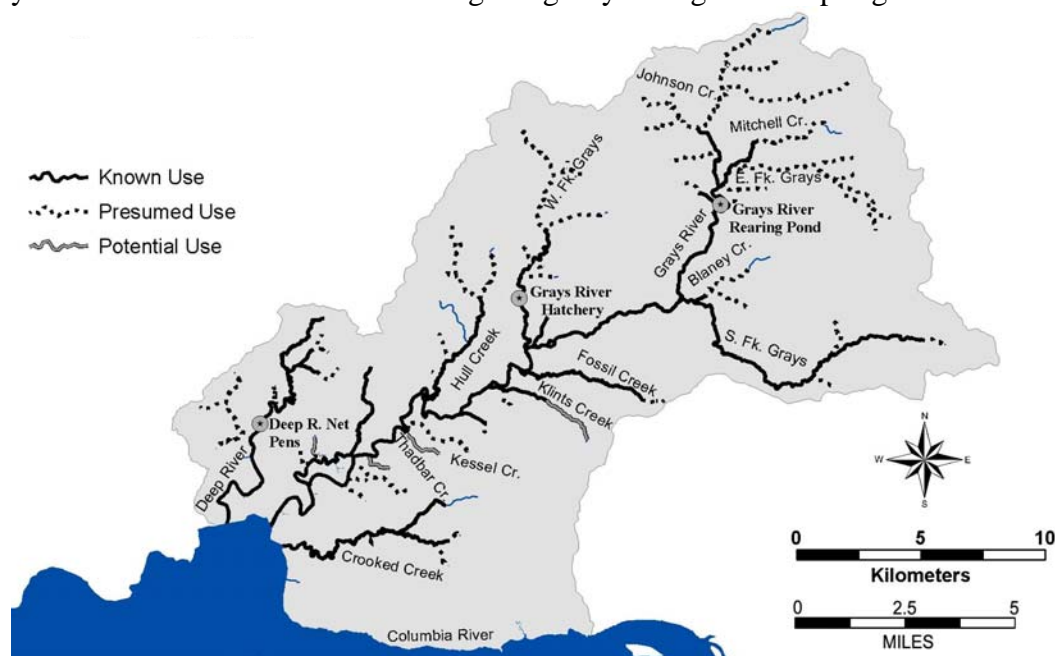 Johnson Cr.
Mitchell Cr.
W. Fk. Grays
Known Use
Presumed Use
Potential Use
E. Fk. Grays
Grays River
Rearing Pond
Grays River
Blaney Cr.
Grays River
Hatchery
S. Fk. Grays
Hull Creek
Fossil Creek
Klints Creek
Deep R. Net
Pens
Deep River
Thadbar Cr.
Kessel Cr.
N
W
E
S
Crooked Creek
0 5 10
Kilometers
0 2.5 5
MILES
Columbia River